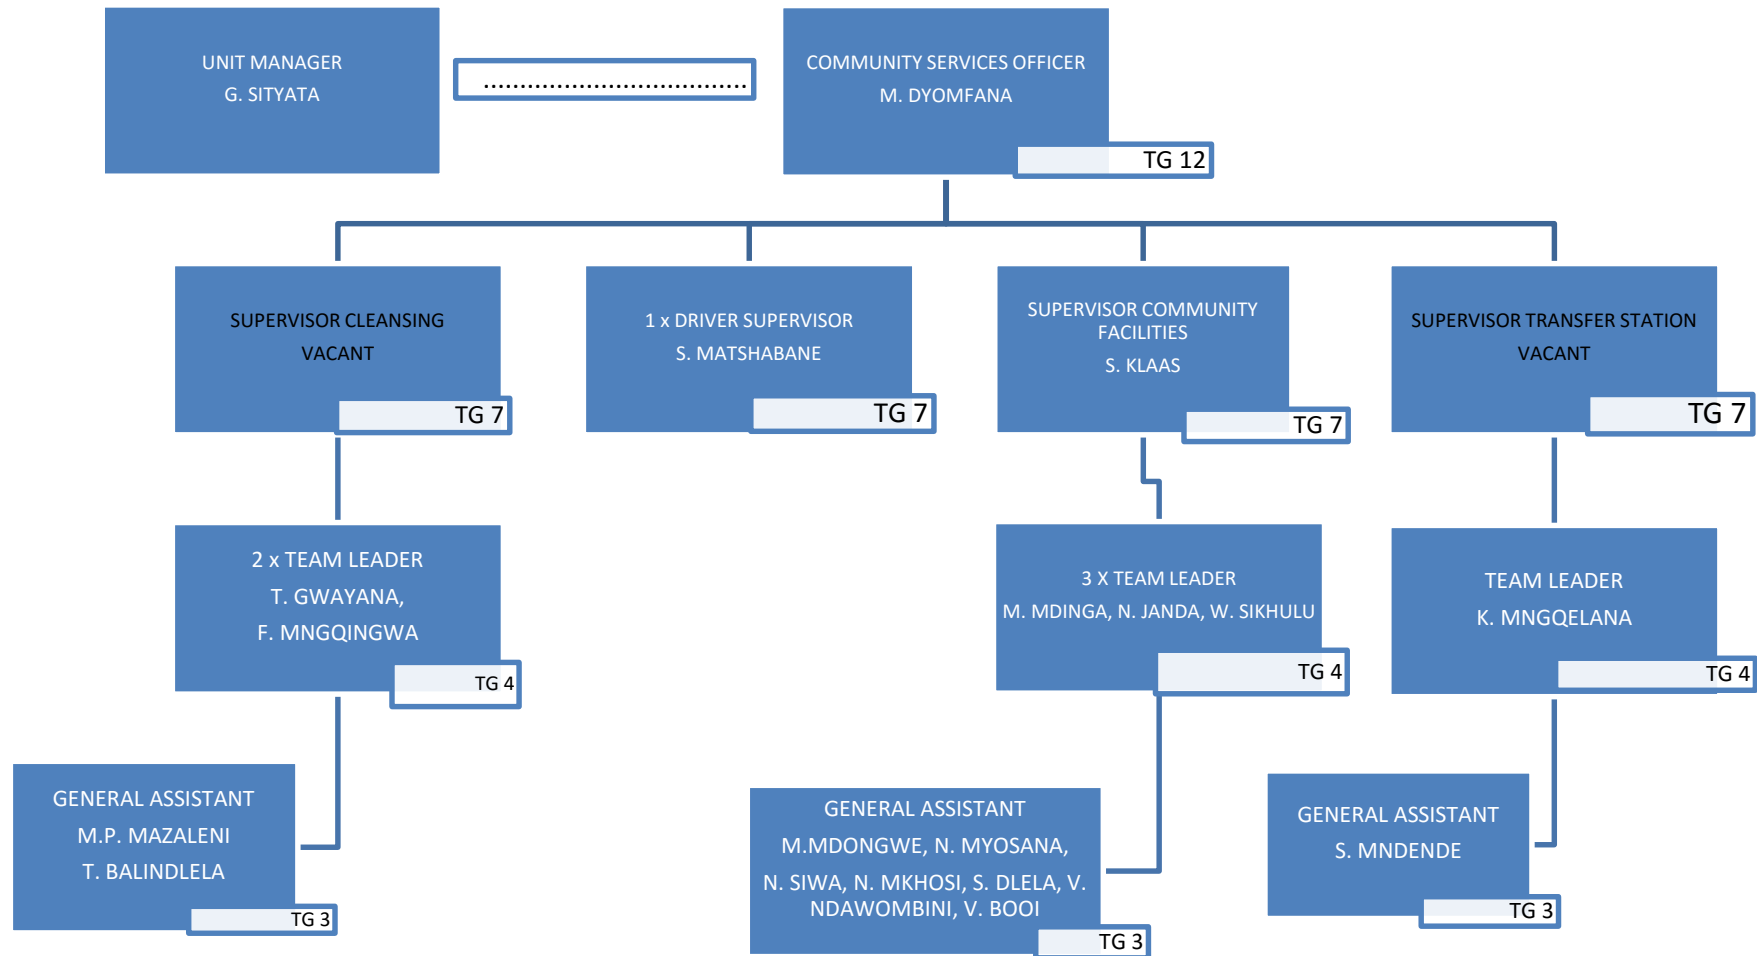 UNIT MANAGER
G. SITYATA
....................................
COMMUNITY SERVICES OFFICER
M. DYOMFANA
TG 12
SUPERVISOR CLEANSING
VACANT
TG 7
1 x DRIVER SUPERVISOR
S. MATSHABANE
TG 7
SUPERVISOR COMMUNITY
FACILITIES
S. KLAAS
TG 7
SUPERVISOR TRANSFER STATION
VACANT
TG 7
2 x TEAM LEADER
T. GWAYANA,
F. MNGQINGWA
TG 4
3 X TEAM LEADER
M. MDINGA, N. JANDA, W. SIKHULU
TG 4
TEAM LEADER
K. MNGQELANA
TG 4
GENERAL ASSISTANT
M.P. MAZALENI
T. BALINDLELA
TG 3
GENERAL ASSISTANT
M.MDONGWE, N. MYOSANA,
N. SIWA, N. MKHOSI, S. DLELA, V.
NDAWOMBINI, V. BOOI
TG 3
GENERAL ASSISTANT
S. MNDENDE
TG 3